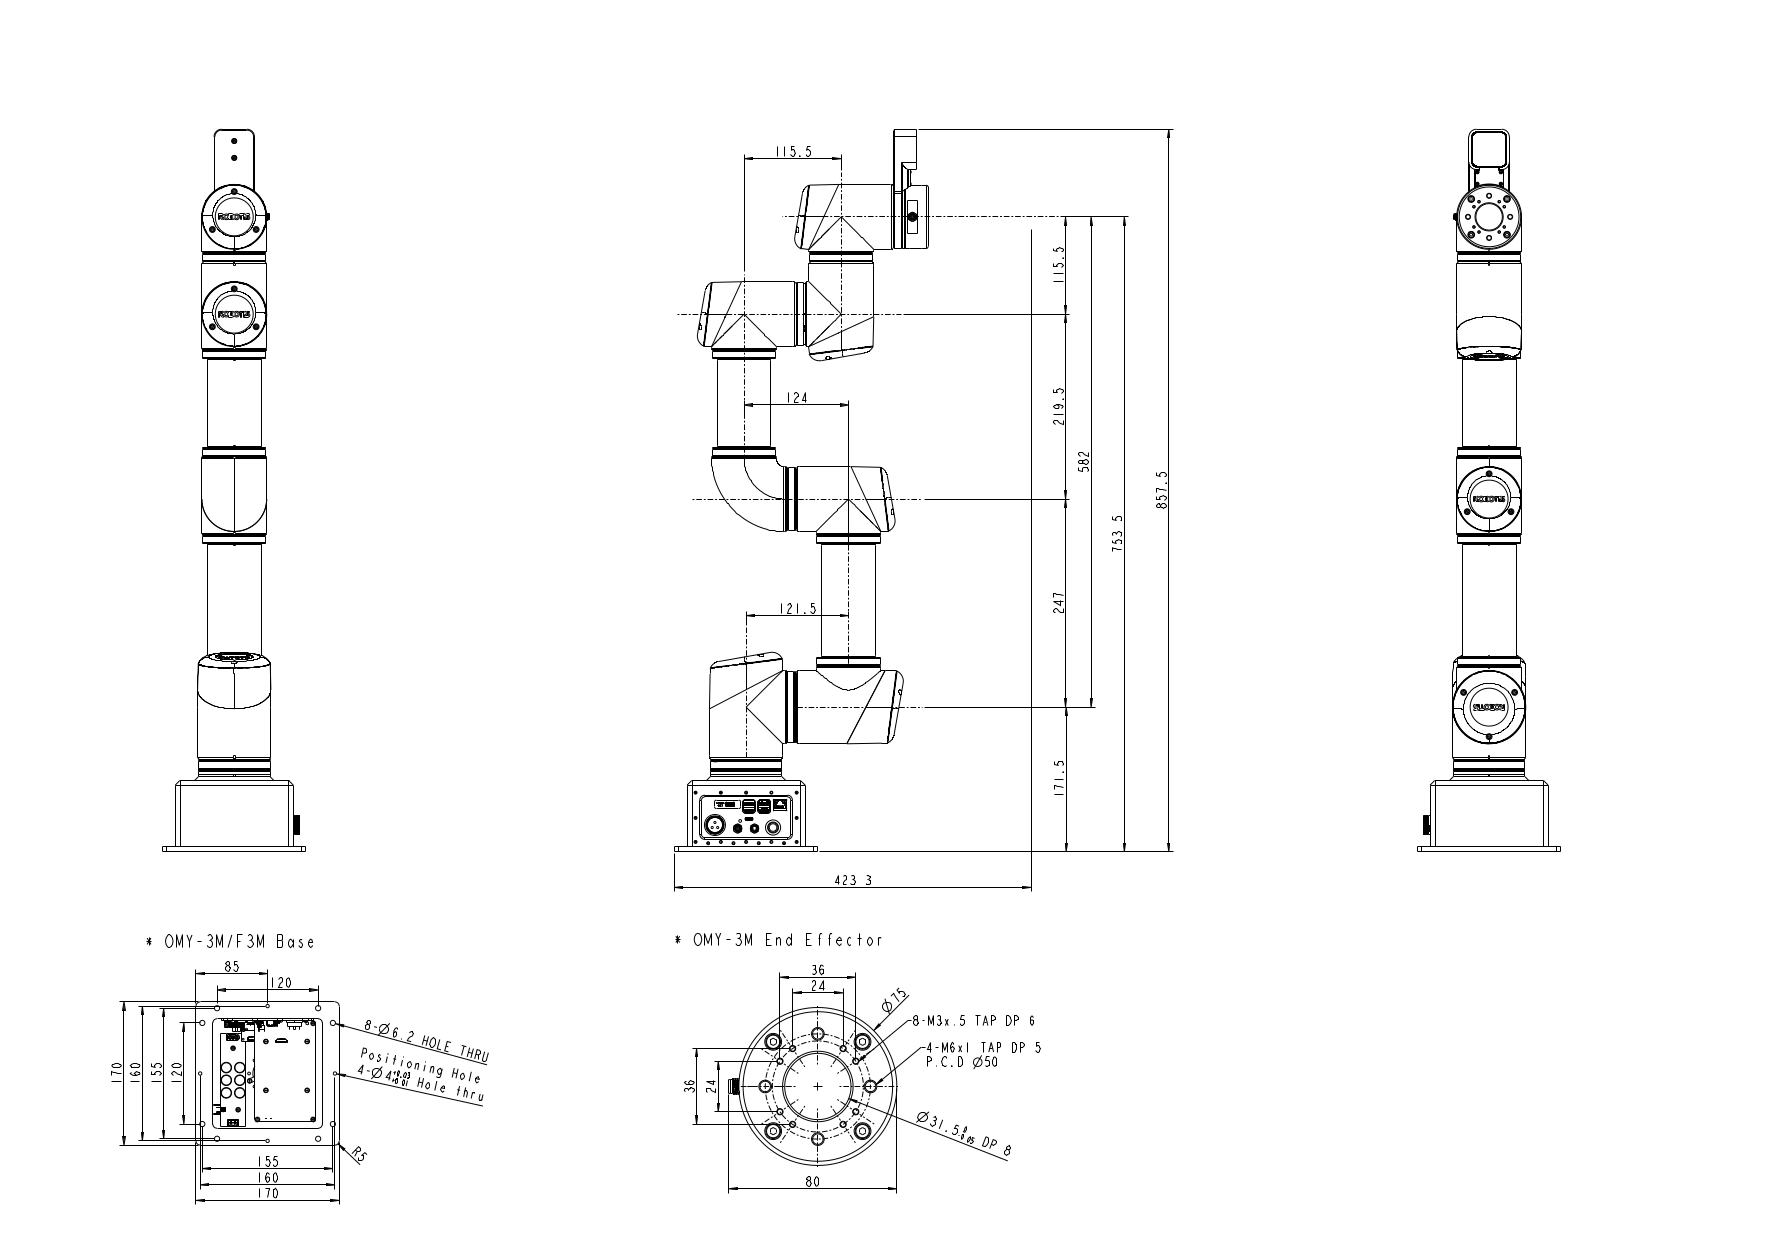 115.5
115.5
124
219.5
582
857.5
753 5
247
121.5
171.5
423 3
ROBOTIS
ROBOTIS
ROBOTIS
ROBOTIS
* OMY-3M/F3M Base
85
120
170
160
155
120
8-Ø6.2 HOLE THRU
Positioning Hole
4-Ø4 +0.03 +0.01 Hole thru
R5
155
160
170
* OMY-3M End Effector
36
24
Ø75
8-M3x.5 TAP DP 6
4-M6x1 TAP DP 5
P.C.D Ø50
36
24
Ø31.5 0 -0.05 DP 8
80